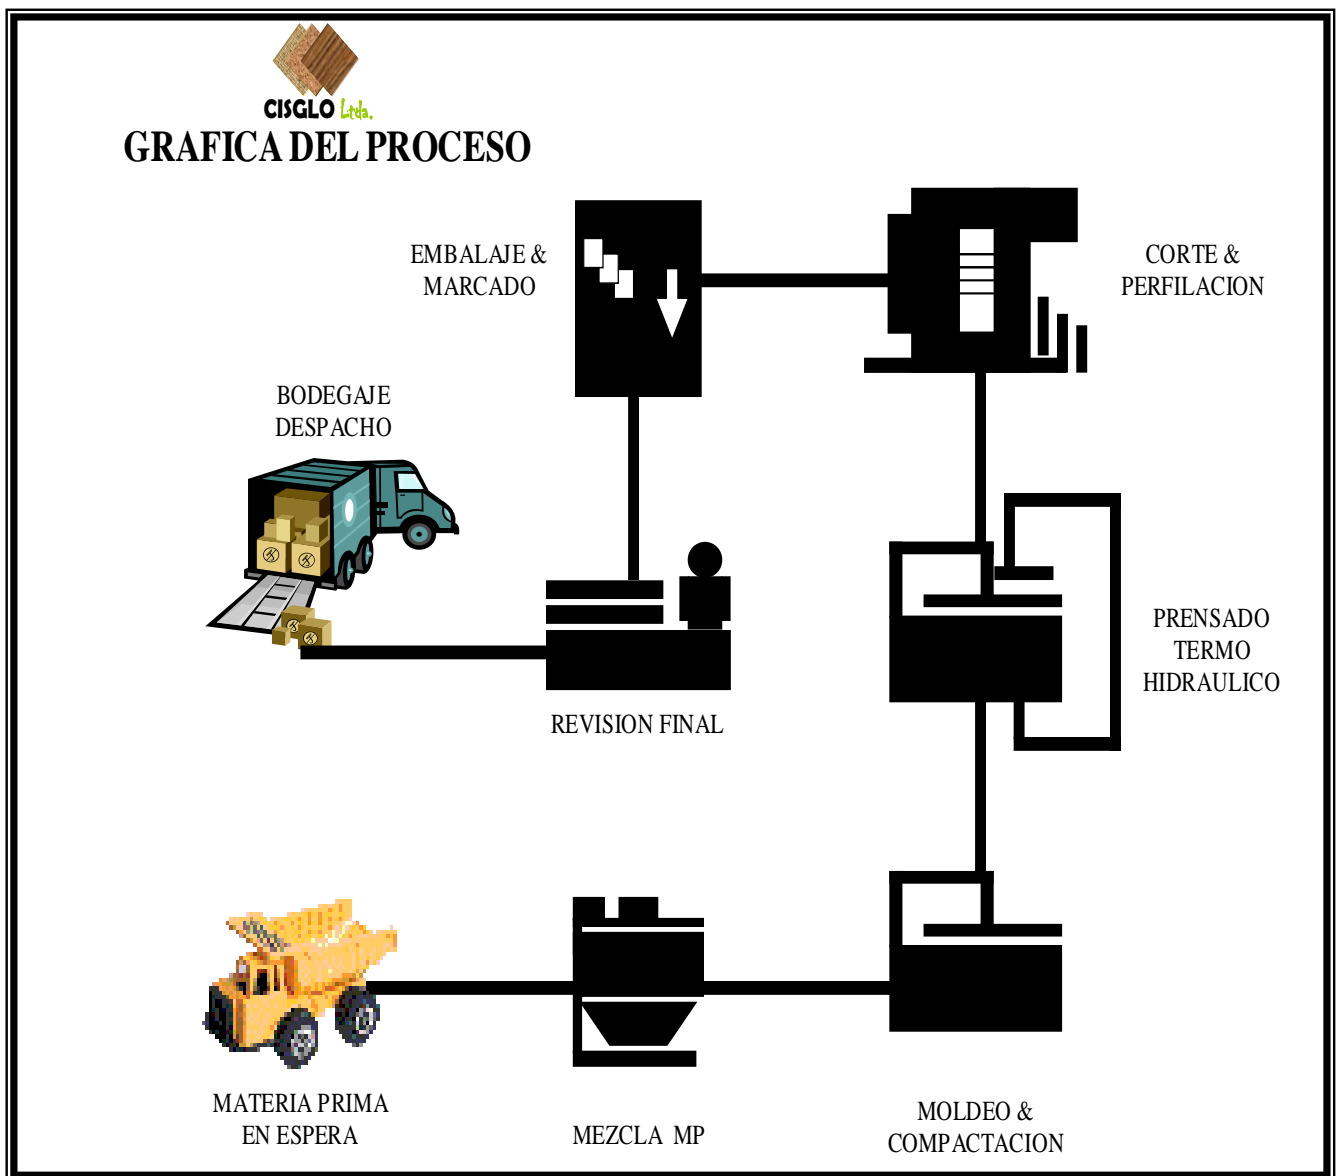 CISGLO Ltda.
GRAFICA DEL PROCESO
EMBALAJE &
MARCADO
CORTE &
PERFILACION
BODEGAJE
DESPACHO
PRENSADO
TERMO
HIDRAULICO
REVISION FINAL
MATERIA PRIMA
EN ESPERA
MEZCLA MP
MOLDEO &
COMPACTACION